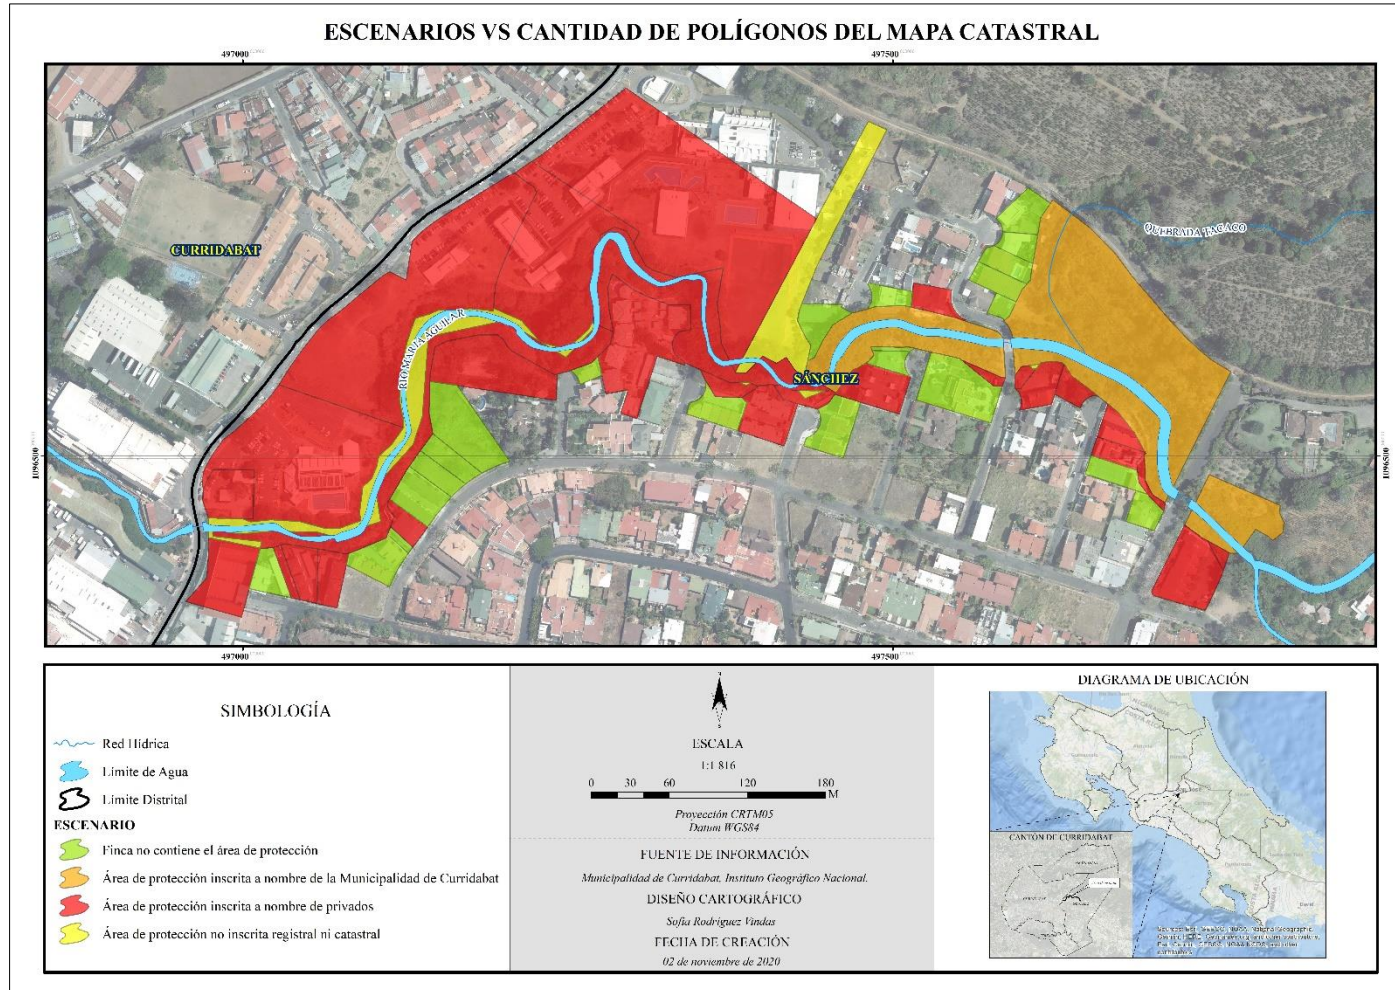 ESCENARIOS VS CANTIDAD DE POLÍGONOS DEL MAPA CATASTRAL
497000
497500
CURRIDABAT
QUEBRADA TACACO
RIO MARIA AGUILAR
SÁNCHEZ
1096500
1096500
497000
497500
SIMBOLOGÍA
Red Hídrica
Límite de Agua
Límite Distrital
ESCENARIO
Finca no contiene el área de protección
Área de protección inscrita a nombre de la Municipalidad de Curridabat
Área de protección inscrita a nombre de privados
Área de protección no inscrita registral ni catastral
ESCALA
1:1 816
0 30 60 120 180
M
Proyección CRTM05
Datum WGS84
FUENTE DE INFORMACIÓN
Municipalidad de Curridabat, Instituto Geográfico Nacional.
DISEÑO CARTOGRÁFICO
Sofía Rodríguez Vindas
FECHA DE CREACIÓN
02 de noviembre de 2020
DIAGRAMA DE UBICACIÓN
CANTÓN DE CURRIDABAT